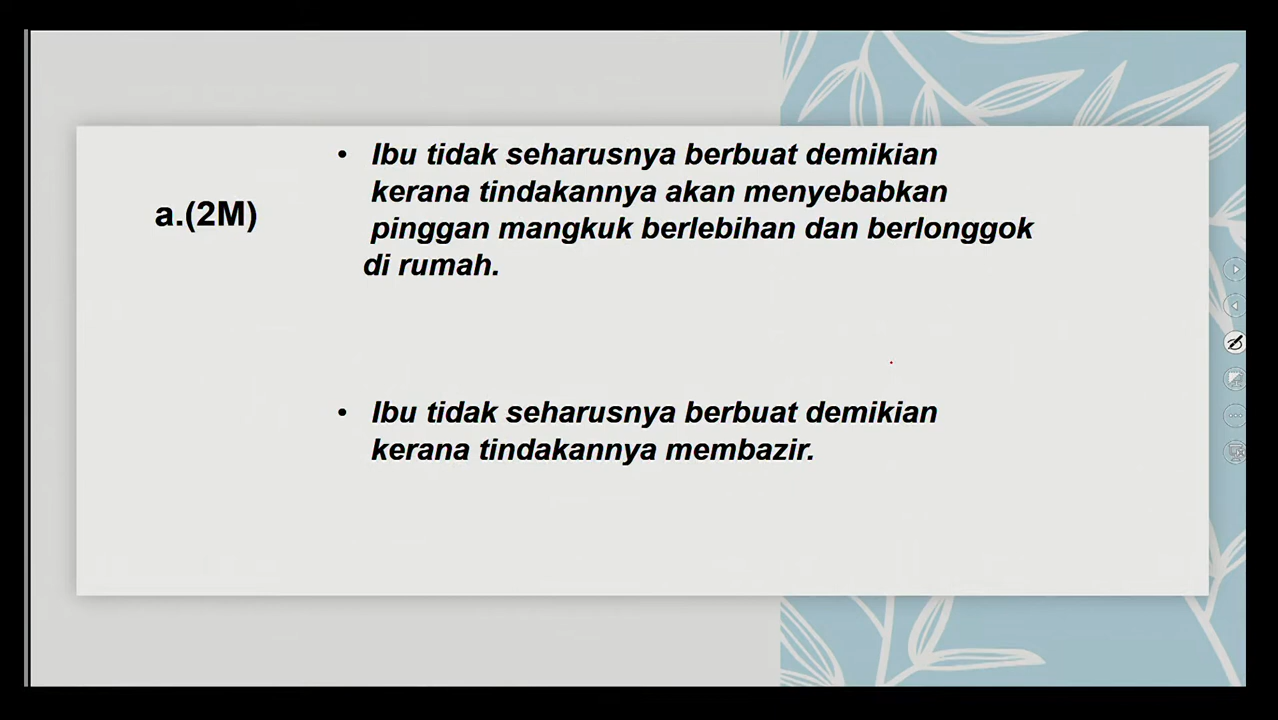 a.(2M)
• Ibu tidak seharusnya berbuat demikian
kerana tindakannya akan menyebabkan
pinggan mangkuk berlebihan dan berlonggok
di rumah.
• Ibu tidak seharusnya berbuat demikian
kerana tindakannya membazir.